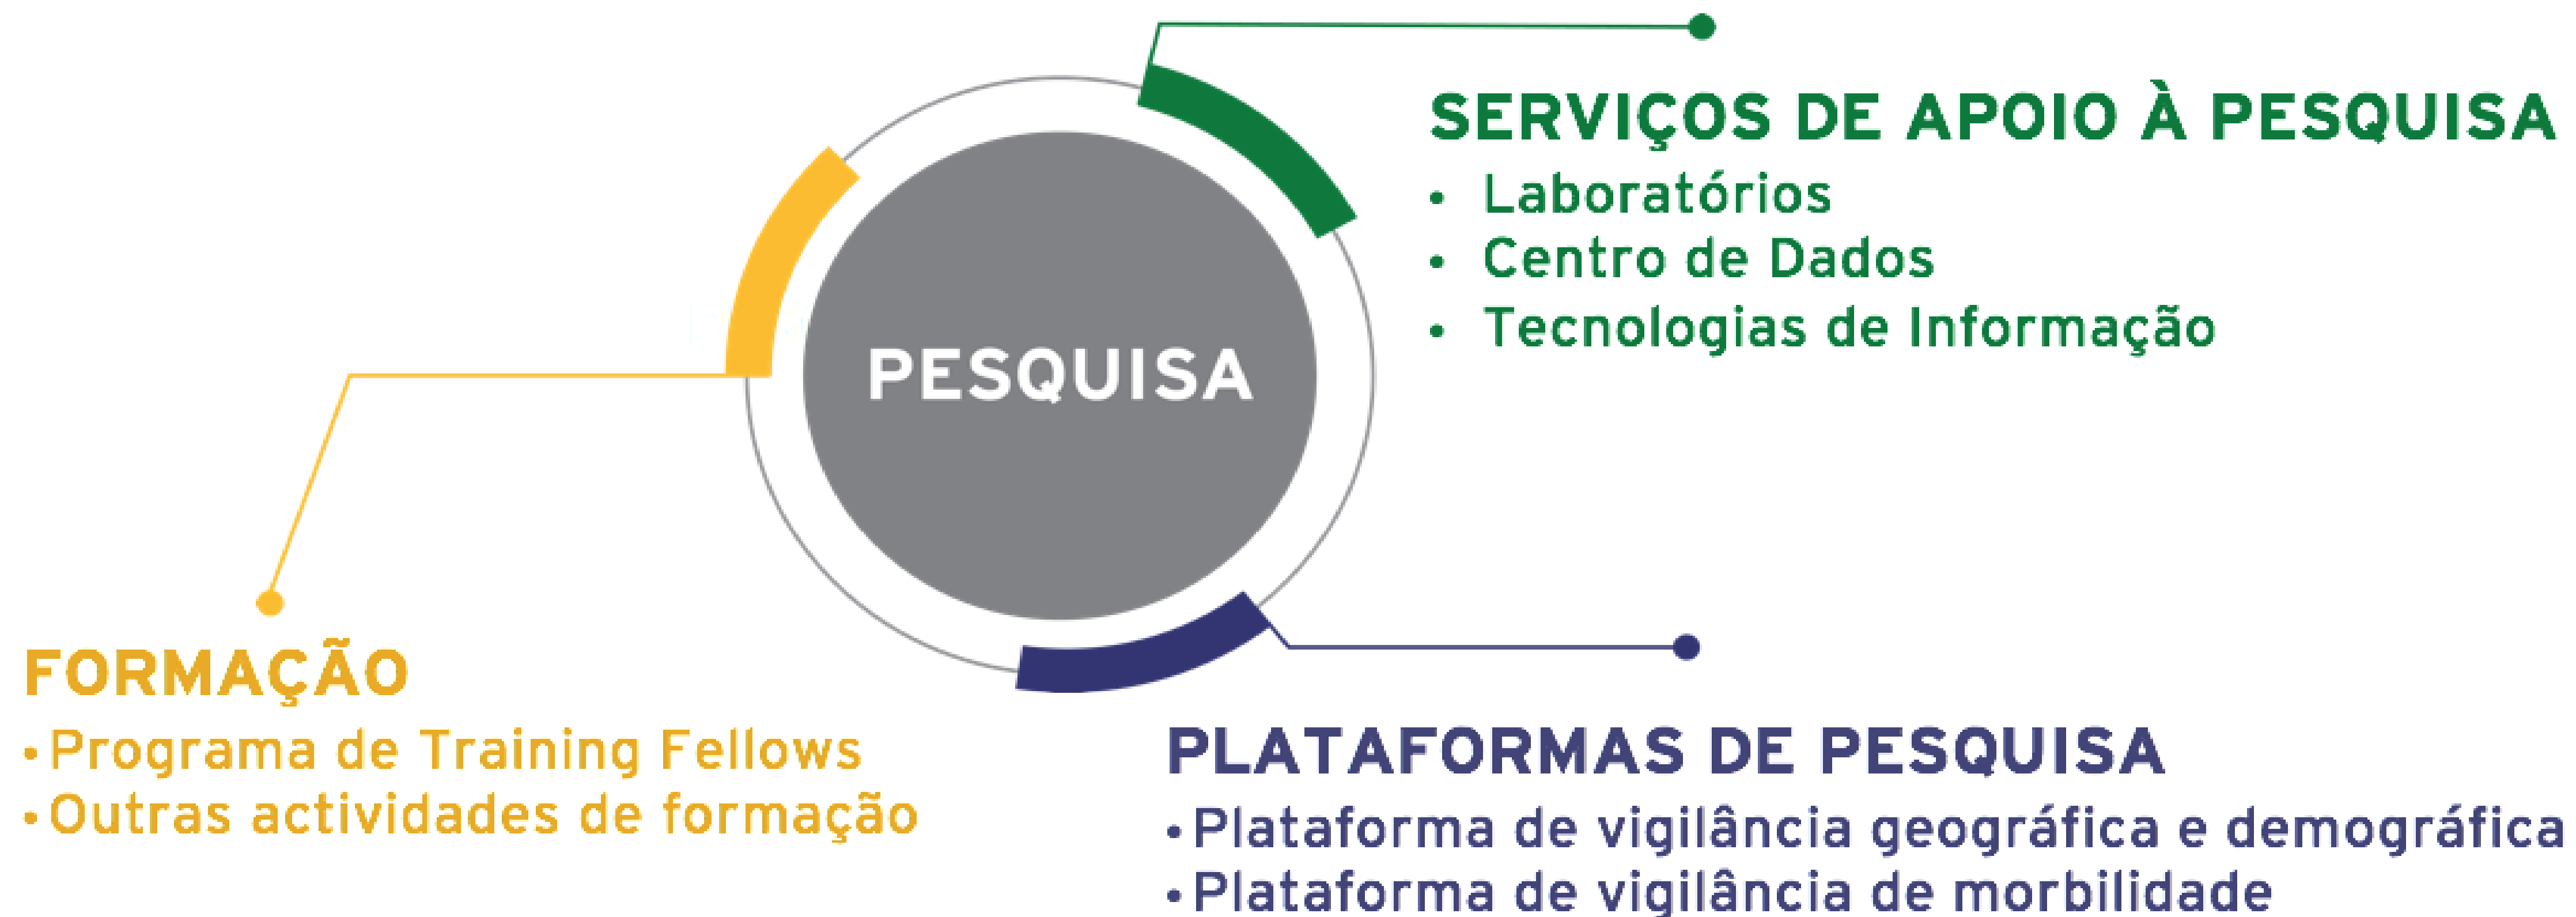 SERVIÇOS DE APOIO À PESQUISA
• Laboratórios
• Centro de Dados
• Tecnologias de Informação
PESQUISA
FORMAÇÃO
• Programa de Training Fellows
• Outras actividades de formação
PLATAFORMAS DE PESQUISA
• Plataforma de vigilância geográfica e demográfica
• Plataforma de vigilância de morbilidade